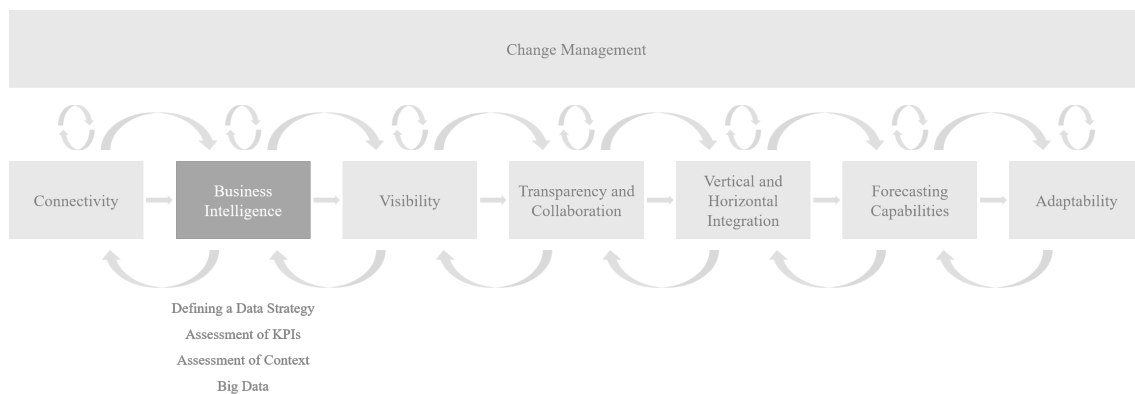 Change Management
Connectivity
Business
Intelligence
Visibility
Transparency and
Collaboration
Vertical and
Horizontal
Integration
Forecasting
Capabilities
Adaptability
Defining a Data Strategy
Assessment of KPIs
Assessment of Context
Big Data